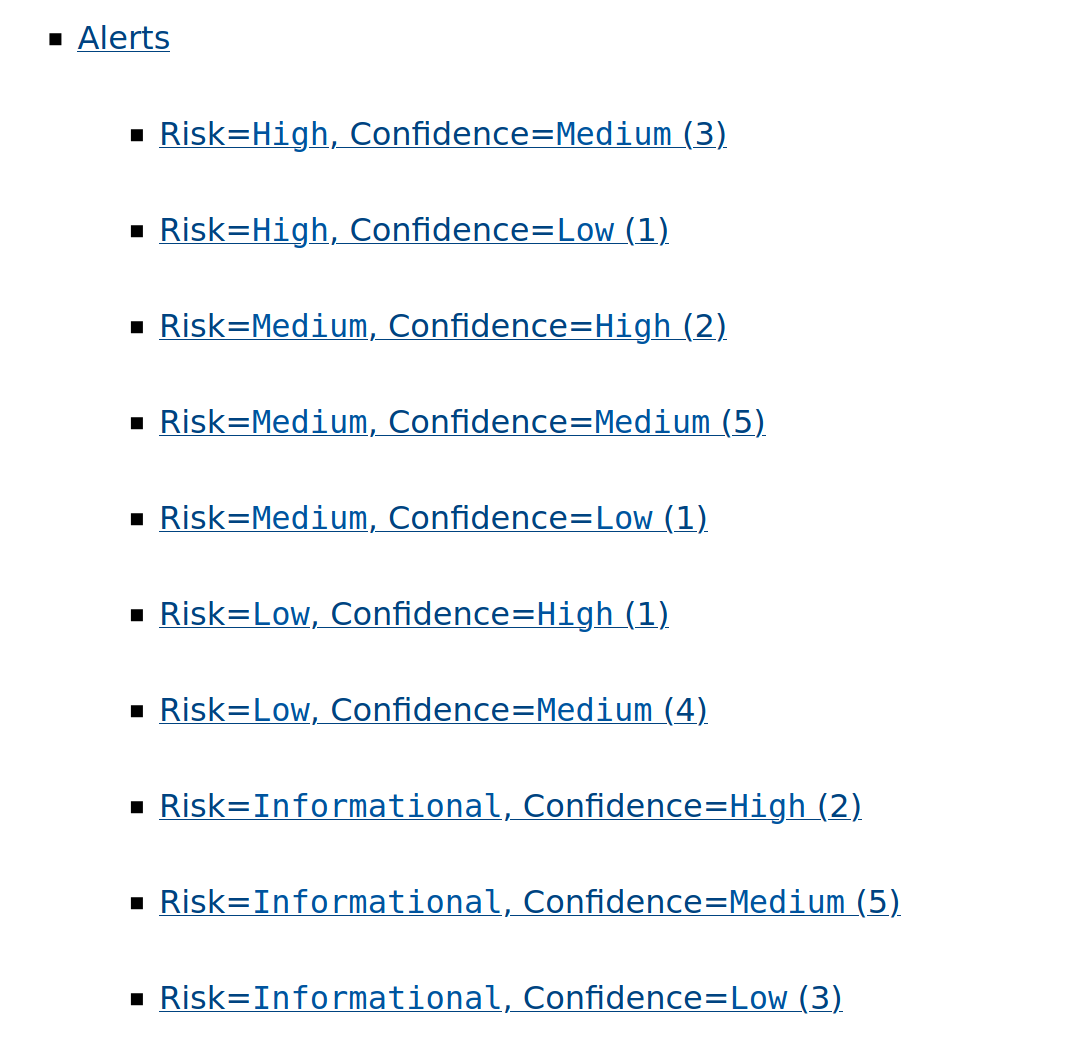 Alerts
Risk=High, Confidence=Medium (3)
Risk=High, Confidence=Low (1)
Risk=Medium, Confidence=High (2)
Risk=Medium, Confidence=Medium (5)
Risk=Medium, Confidence=Low (1)
Risk=Low, Confidence=High (1)
Risk=Low, Confidence=Medium (4)
Risk=Informational, Confidence=High (2)
Risk=Informational, Confidence=Medium (5)
Risk=Informational, Confidence=Low (3)